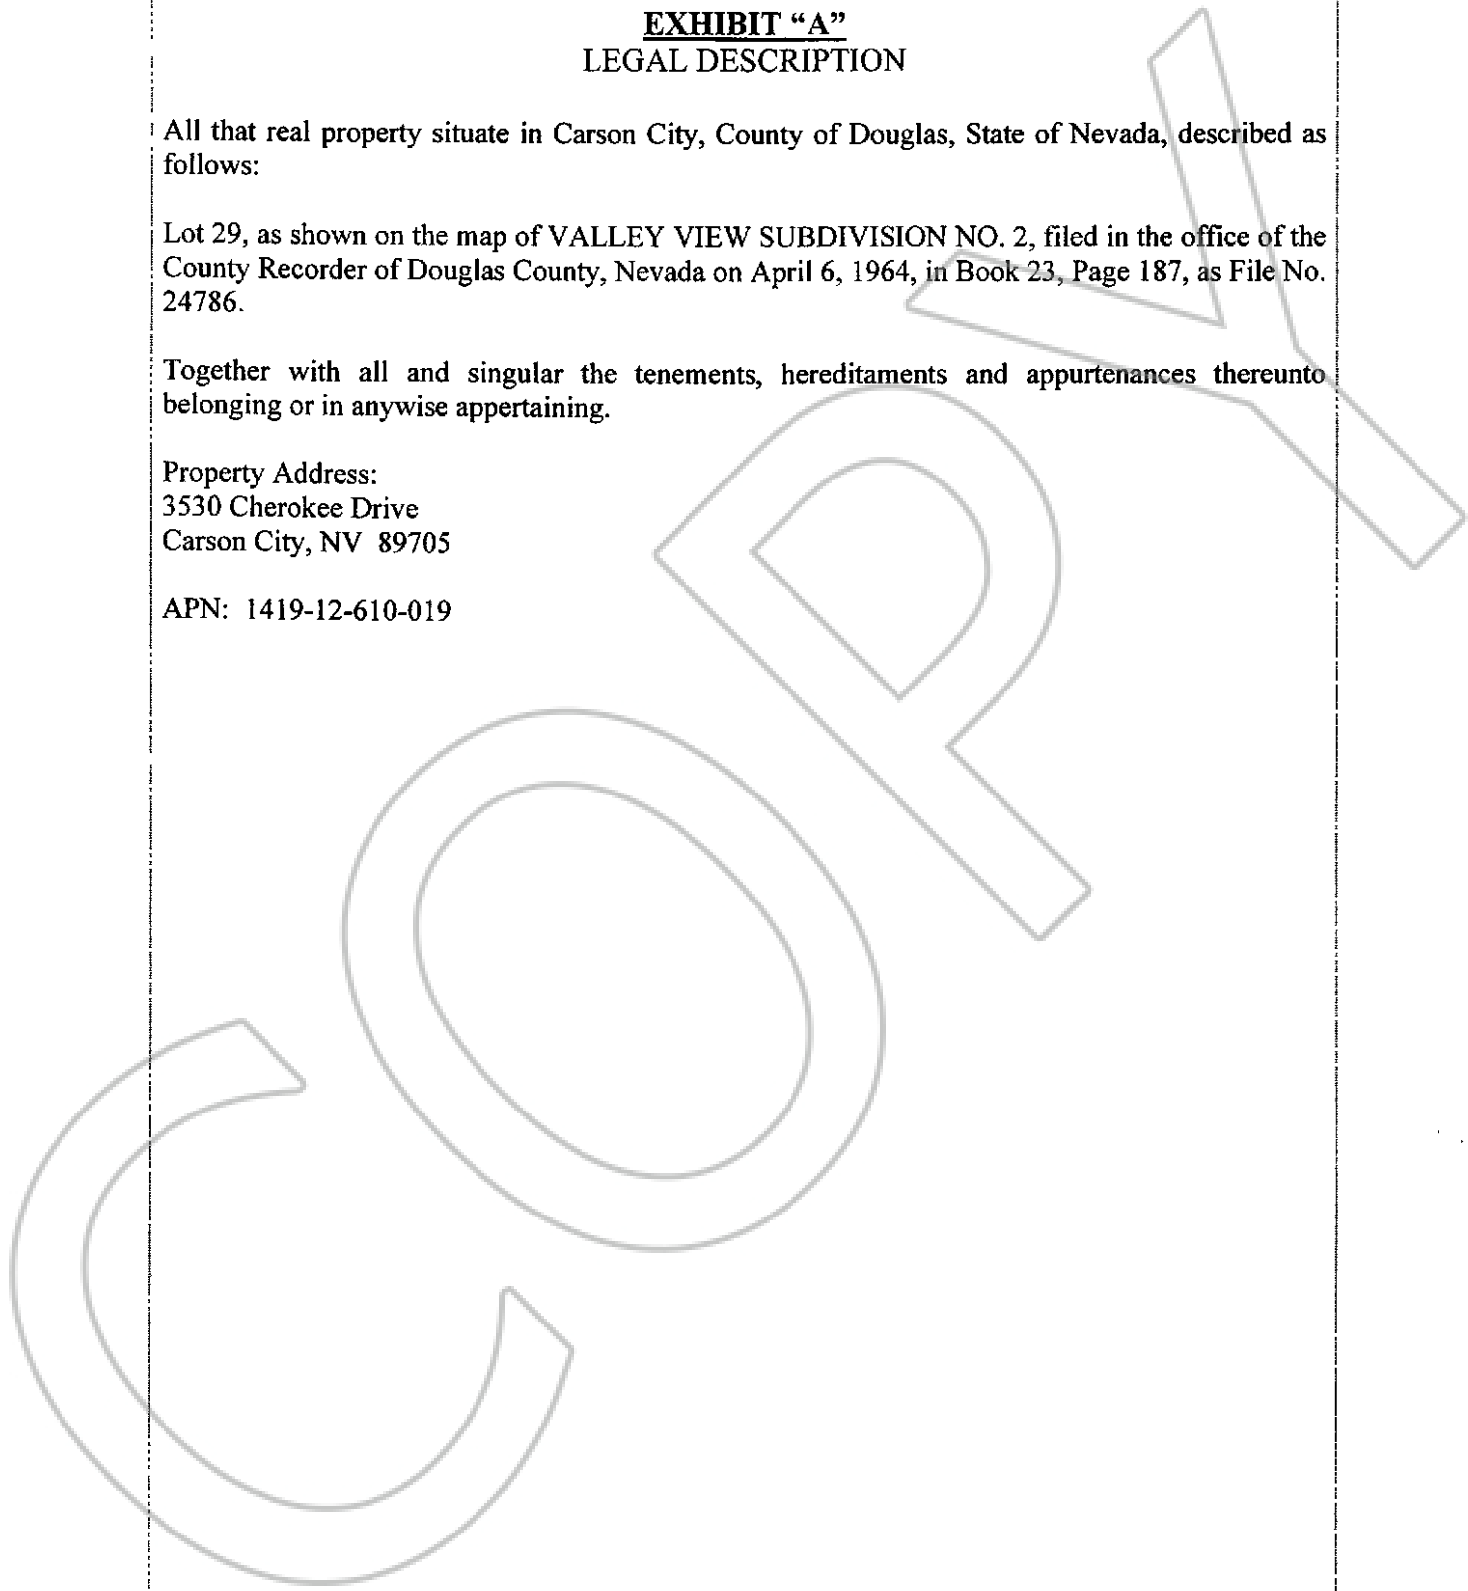 EXHIBIT “A”
LEGAL DESCRIPTION
All that real property situate in Carson City, County of Douglas, State of Nevada, described as
follows:
Lot 29, as shown on the map of VALLEY VIEW SUBDIVISION NO. 2, filed in the office of the
County Recorder of Douglas County, Nevada on April 6, 1964, in Book 23, Page 187, as File No.
24786.
Together with all and singular the tenements, hereditaments and appurtenances thereunto
belonging or in anywise appertaining.
Property Address:
3530 Cherokee Drive
Carson City, NV 89705
APN: 1419-12-610-019
COPY